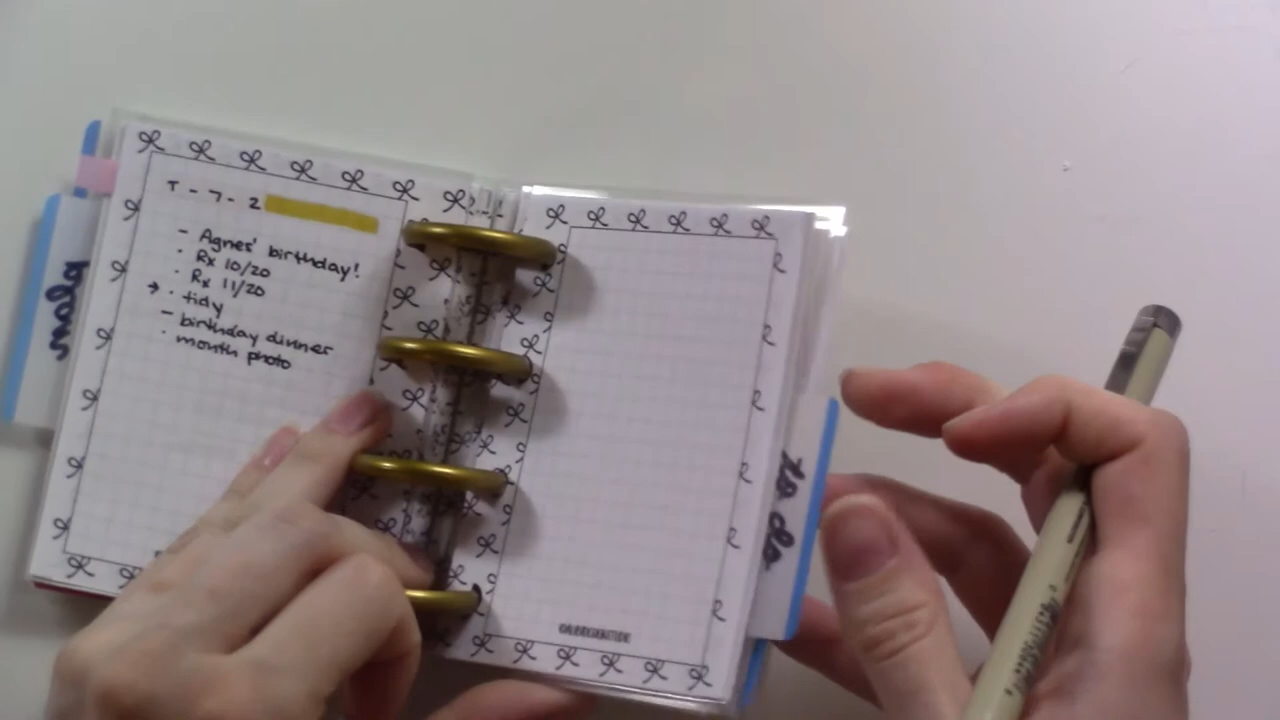 T - 7 - 2
- Agnes' birthday!
· Rx 10/20
· Rx 11/20
→ · tidy
- birthday dinner
· month photo
plan
to do